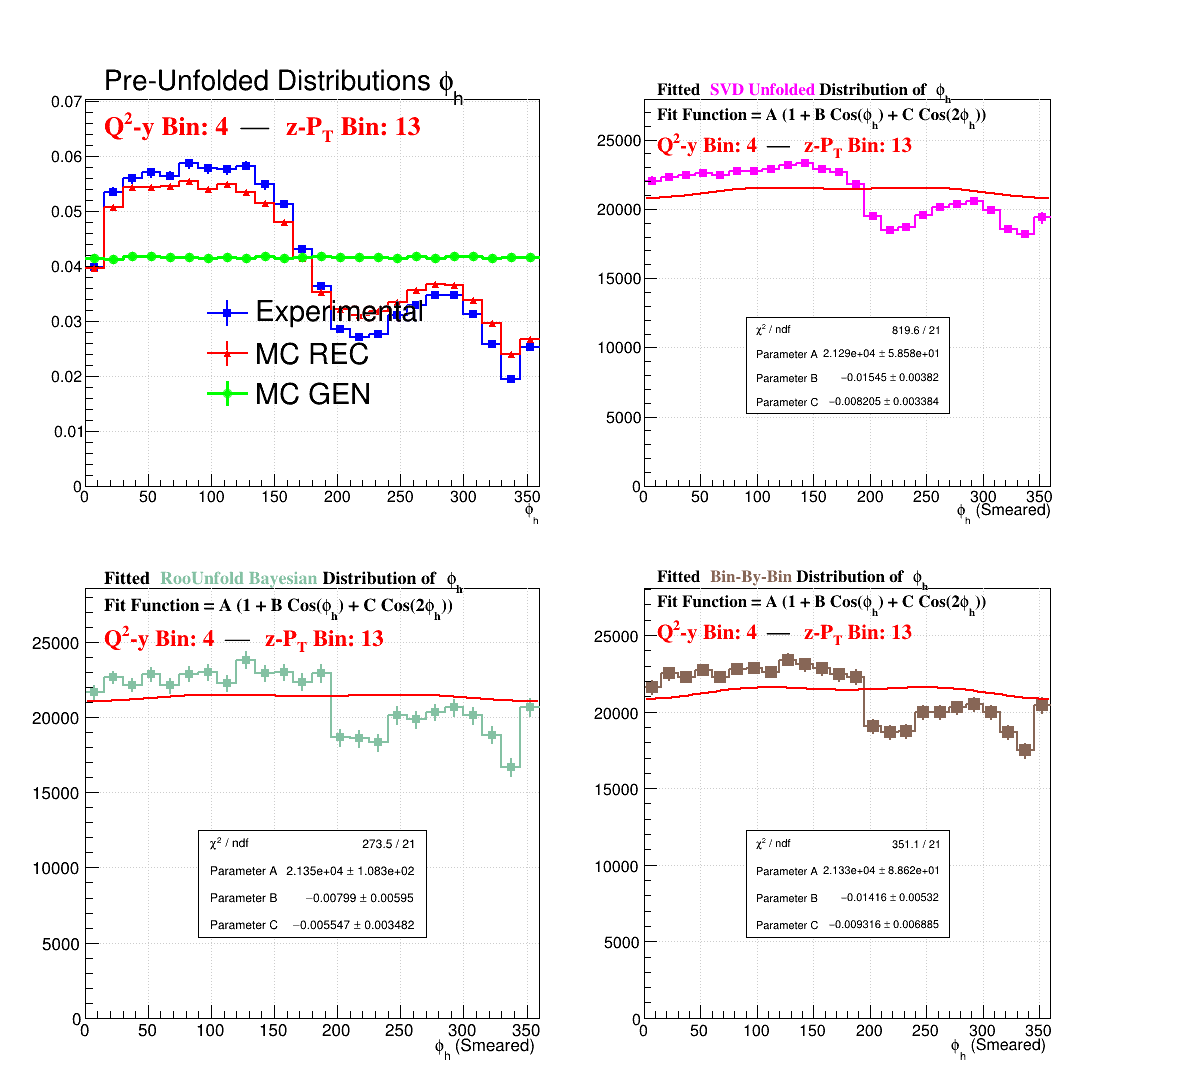 Pre-Unfolded Distributions ϕh
Q²-y Bin: 4 — z-PT Bin: 13
0.07
0.06
0.05
0.04
0.03
0.02
0.01
0
Experimental
MC REC
MC GEN
0 50 100 150 200 250 300 350
ϕh
Fitted SVD Unfolded Distribution of ϕh
Fit Function = A (1 + B Cos(ϕh) + C Cos(2ϕh))
Q²-y Bin: 4 — z-PT Bin: 13
25000
20000
15000
10000
5000
0
χ² / ndf 819.6 / 21
Parameter A 2.129e+04 ± 5.858e+01
Parameter B −0.01545 ± 0.00382
Parameter C −0.008205 ± 0.003384
0 50 100 150 200 250 300 350
ϕh (Smeared)
Fitted RooUnfold Bayesian Distribution of ϕh
Fit Function = A (1 + B Cos(ϕh) + C Cos(2ϕh))
Q²-y Bin: 4 — z-PT Bin: 13
25000
20000
15000
10000
5000
0
χ² / ndf 273.5 / 21
Parameter A 2.135e+04 ± 1.083e+02
Parameter B −0.00799 ± 0.00595
Parameter C −0.005547 ± 0.003482
0 50 100 150 200 250 300 350
ϕh (Smeared)
Fitted Bin-By-Bin Distribution of ϕh
Fit Function = A (1 + B Cos(ϕh) + C Cos(2ϕh))
Q²-y Bin: 4 — z-PT Bin: 13
25000
20000
15000
10000
5000
0
χ² / ndf 351.1 / 21
Parameter A 2.133e+04 ± 8.862e+01
Parameter B −0.01416 ± 0.00532
Parameter C −0.009316 ± 0.006885
0 50 100 150 200 250 300 350
ϕh (Smeared)